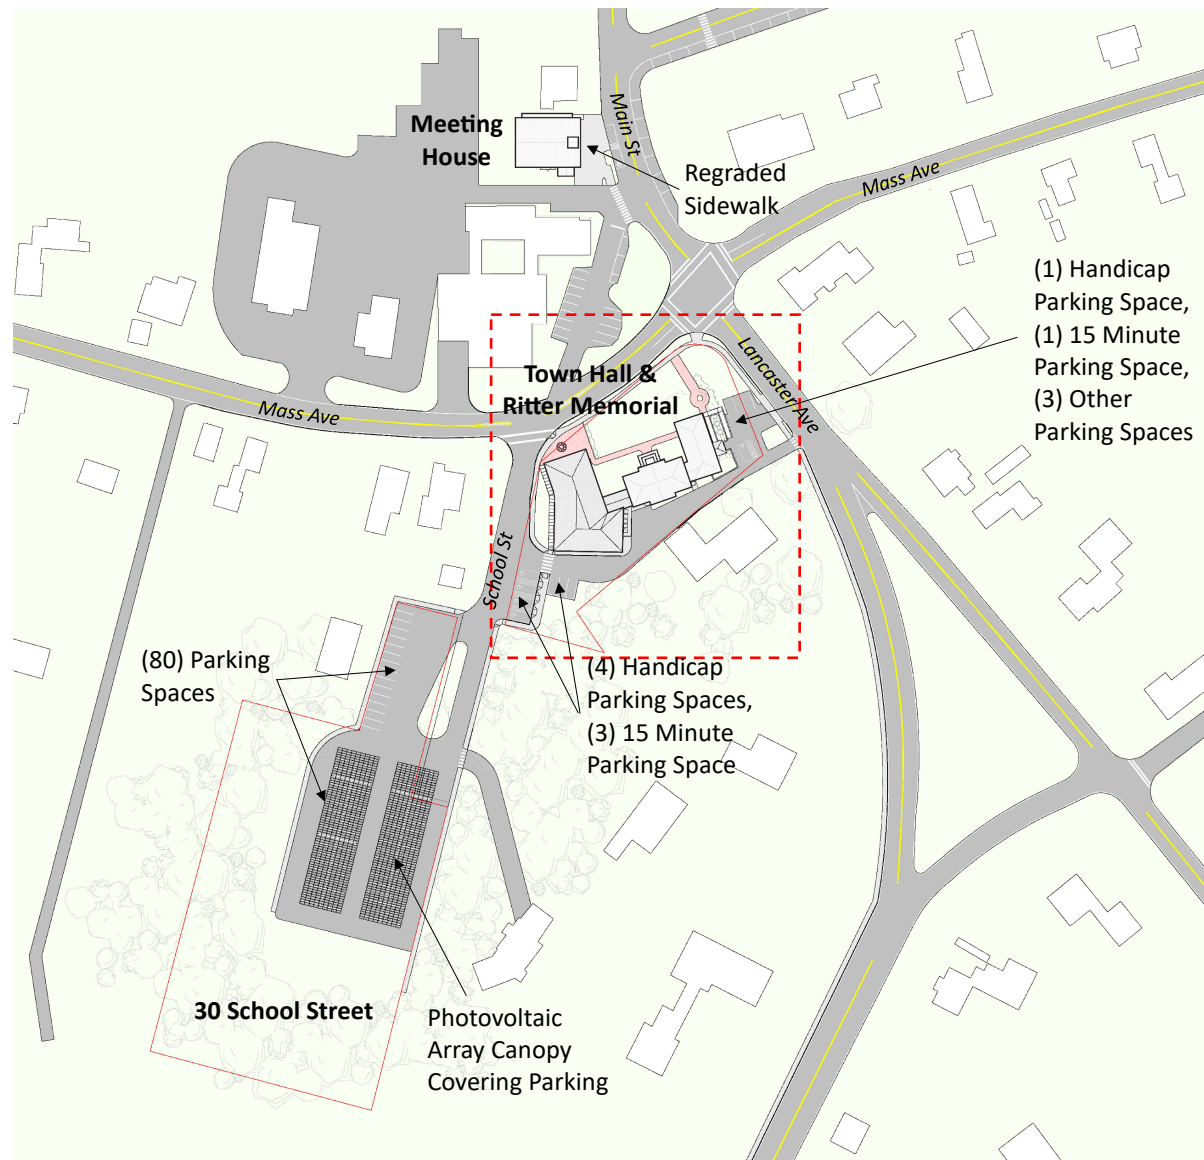 Main St
Meeting
House
Regraded
Sidewalk
Mass Ave
(1) Handicap
Parking Space,
(1) 15 Minute
Parking Space,
(3) Other
Parking Spaces
Town Hall &
Ritter Memorial
Lancaster Ave
Mass Ave
School St
(80) Parking
Spaces
(4) Handicap
Parking Spaces,
(3) 15 Minute
Parking Space
30 School Street
Photovoltaic
Array Canopy
Covering Parking